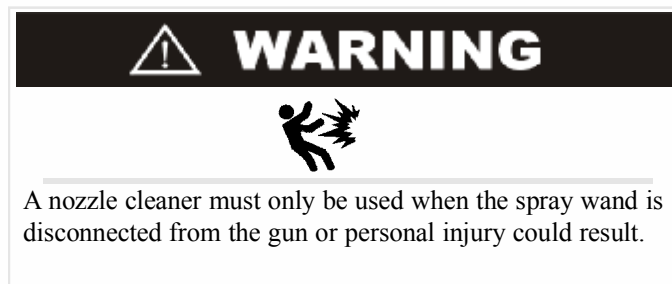 WARNING
A nozzle cleaner must only be used when the spray wand is
disconnected from the gun or personal injury could result.